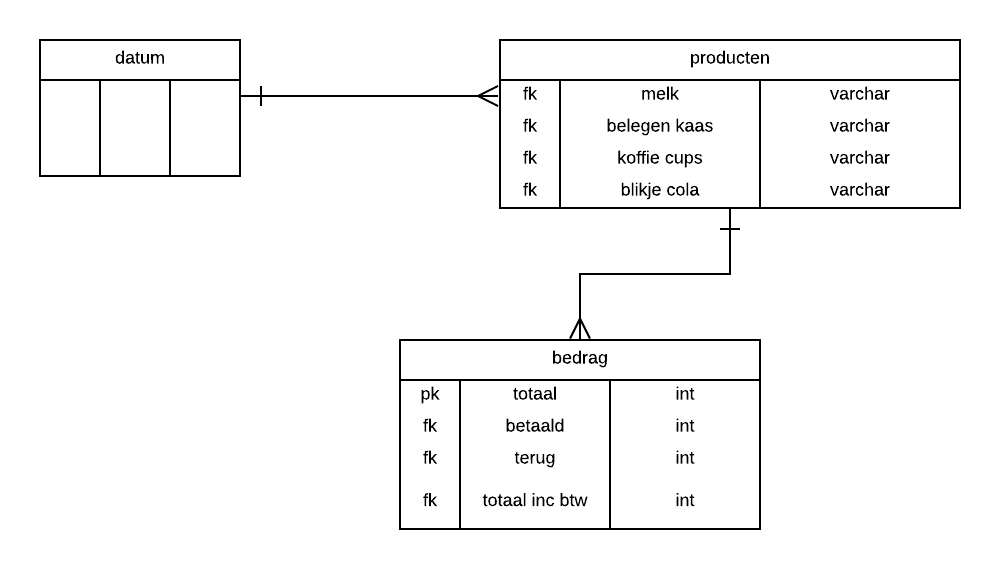 datum
producten
fk melk varchar
fk belegen kaas varchar
fk koffie cups varchar
fk blikje cola varchar
bedrag
pk totaal int
fk betaald int
fk terug int
fk totaal inc btw int